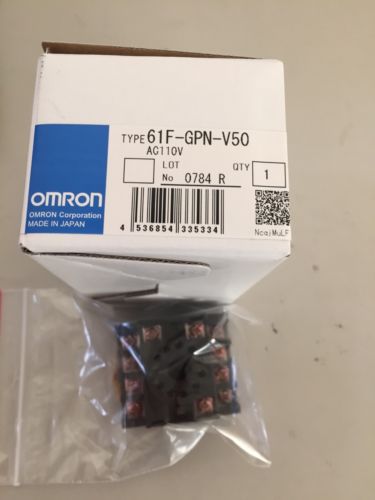 TYPE 61F-GPN-V50
AC110V
LOT
No 0784 R
QTY
1
OMRON
OMRON Corporation
MADE IN JAPAN
4 536854 335334
NcajMuLF